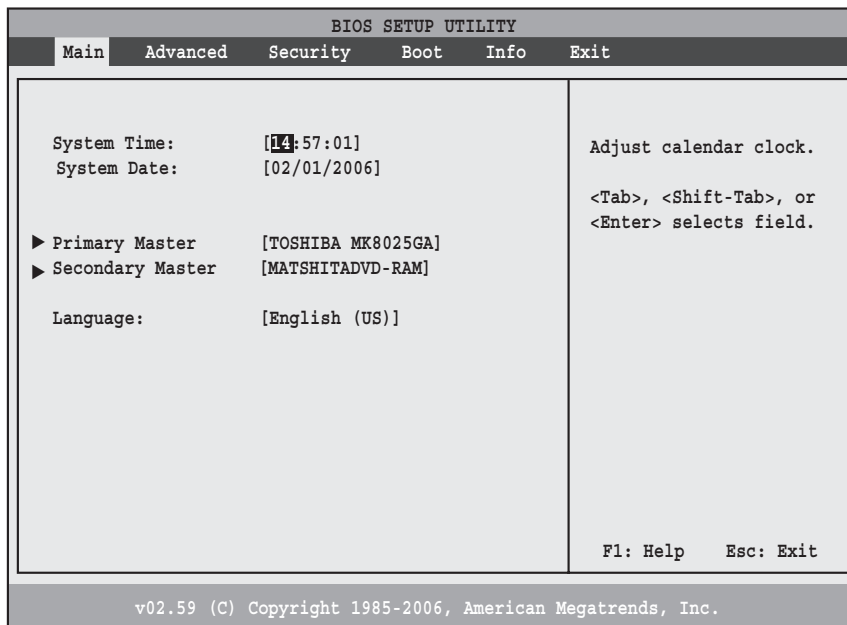 BIOS SETUP UTILITY
Main Advanced Security Boot Info Exit
System Time: [14:57:01]
System Date: [02/01/2006]
Primary Master [TOSHIBA MK8025GA]
Secondary Master [MATSHITADVD-RAM]
Language: [English (US)]
Adjust calendar clock.
<Tab>, <Shift-Tab>, or
<Enter> selects field.
F1: Help Esc: Exit
v02.59 (C) Copyright 1985-2006, American Megatrends, Inc.